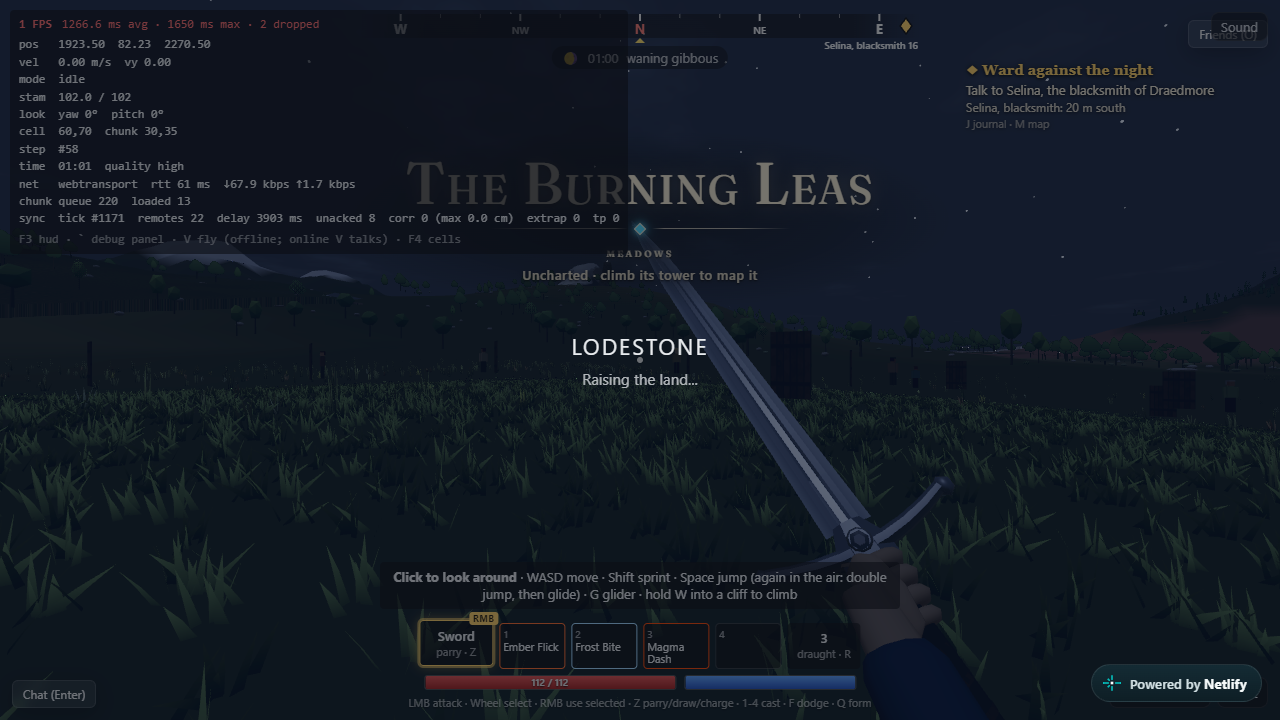 1 FPS 1266.6 ms avg · 1650 ms max · 2 dropped
pos 1923.50 82.23 2270.50
vel 0.00 m/s vy 0.00
mode idle
stam 102.0 / 102
look yaw 0° pitch 0°
cell 60,70 chunk 30,35
step #58
time 01:01 quality high
net webtransport rtt 61 ms ↓67.9 kbps ↑1.7 kbps
chunk queue 220 loaded 13
sync tick #1171 remotes 22 delay 3903 ms unacked 8 corr 0 (max 0.0 cm) extrap 0 tp 0
F3 hud · ` debug panel · V fly (offline; online V talks) · F4 cells
W NW N NE E
Selina, blacksmith 16
01:00 waning gibbous
Sound
Friends (O)
Ward against the night
Talk to Selina, the blacksmith of Draedmore
Selina, blacksmith: 20 m south
J journal · M map
The Burning Leas
MEADOWS
Uncharted · climb its tower to map it
LODESTONE
Raising the land...
Click to look around · WASD move · Shift sprint · Space jump (again in the air: double
jump, then glide) · G glider · hold W into a cliff to climb
RMB
Sword
parry · Z
1
Ember Flick
2
Frost Bite
3
Magma
Dash
4
3
draught · R
112 / 112
LMB attack · Wheel select · RMB use selected · Z parry/draw/charge · 1-4 cast · F dodge · Q form
Chat (Enter)
Powered by Netlify